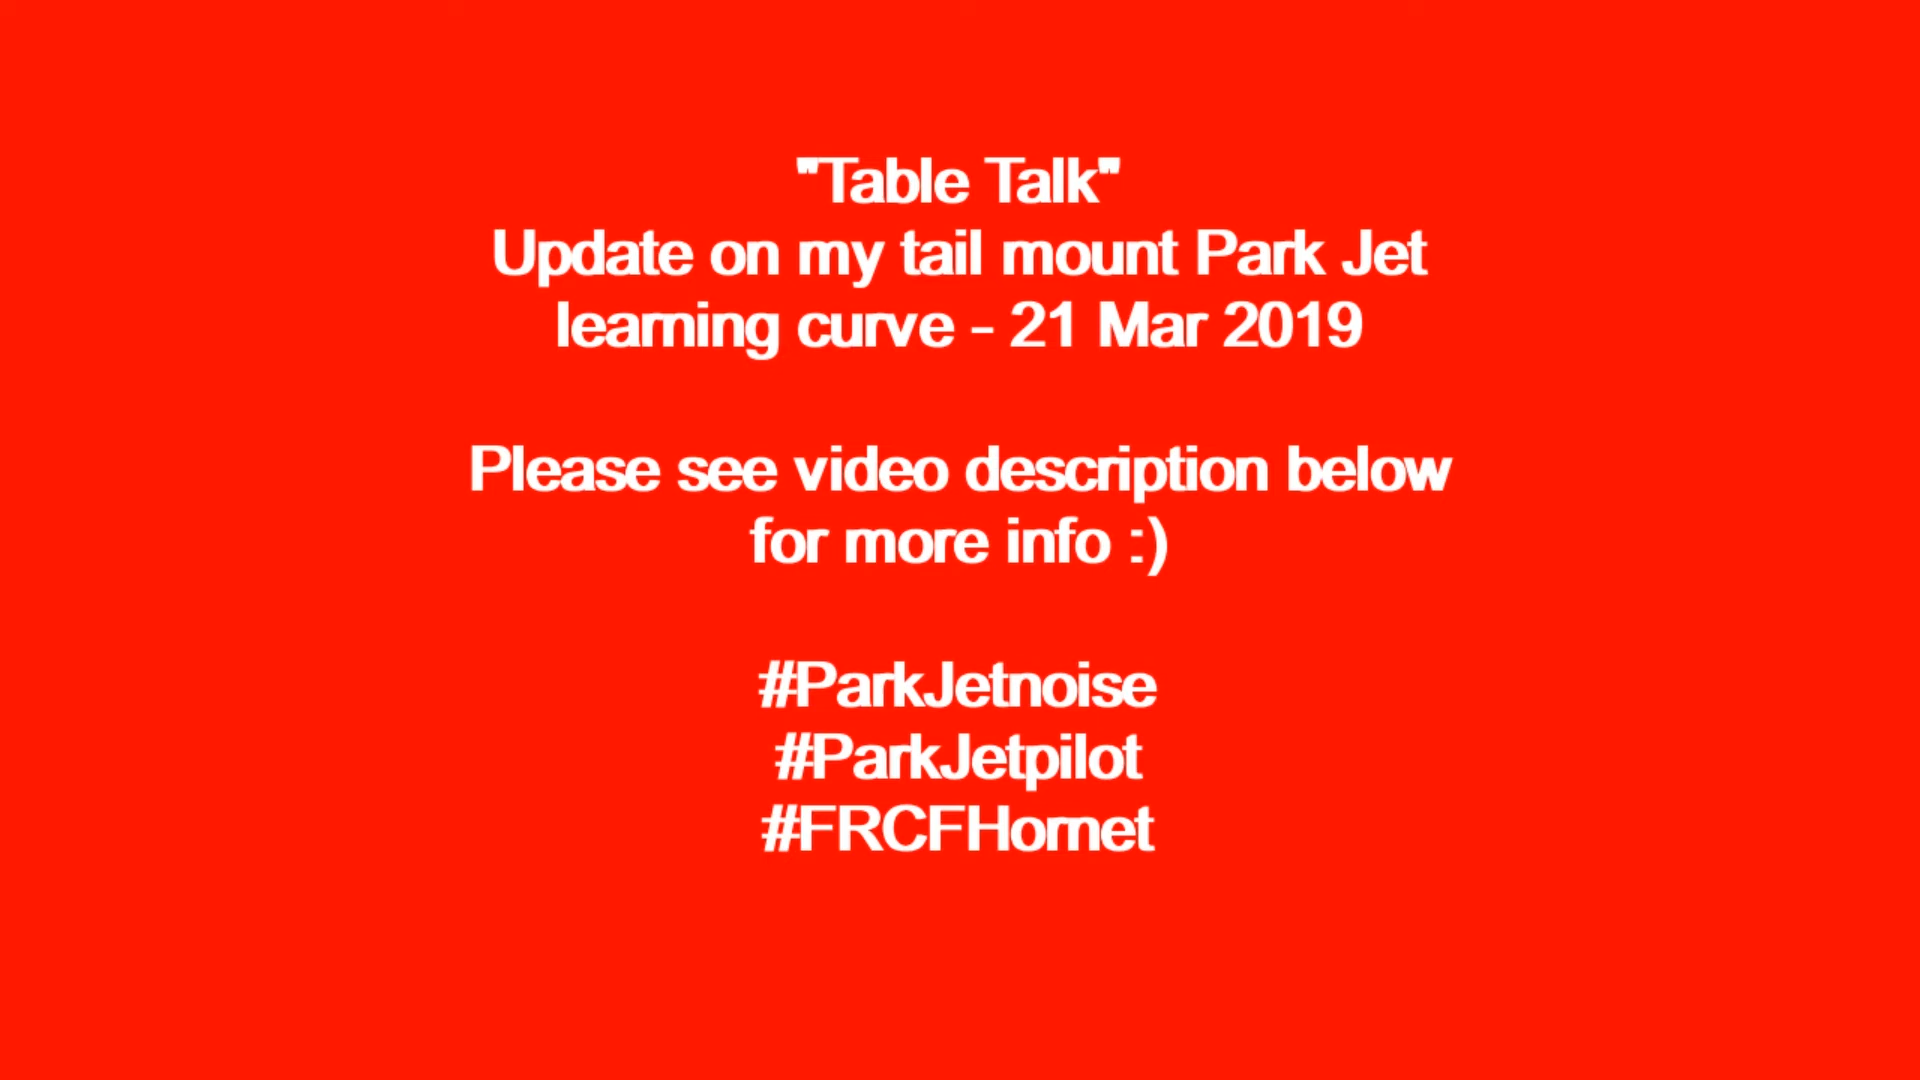 "Table Talk"
Update on my tail mount Park Jet
learning curve - 21 Mar 2019
Please see video description below
for more info :)
#ParkJetnoise
#ParkJetpilot
#FRCFHornet